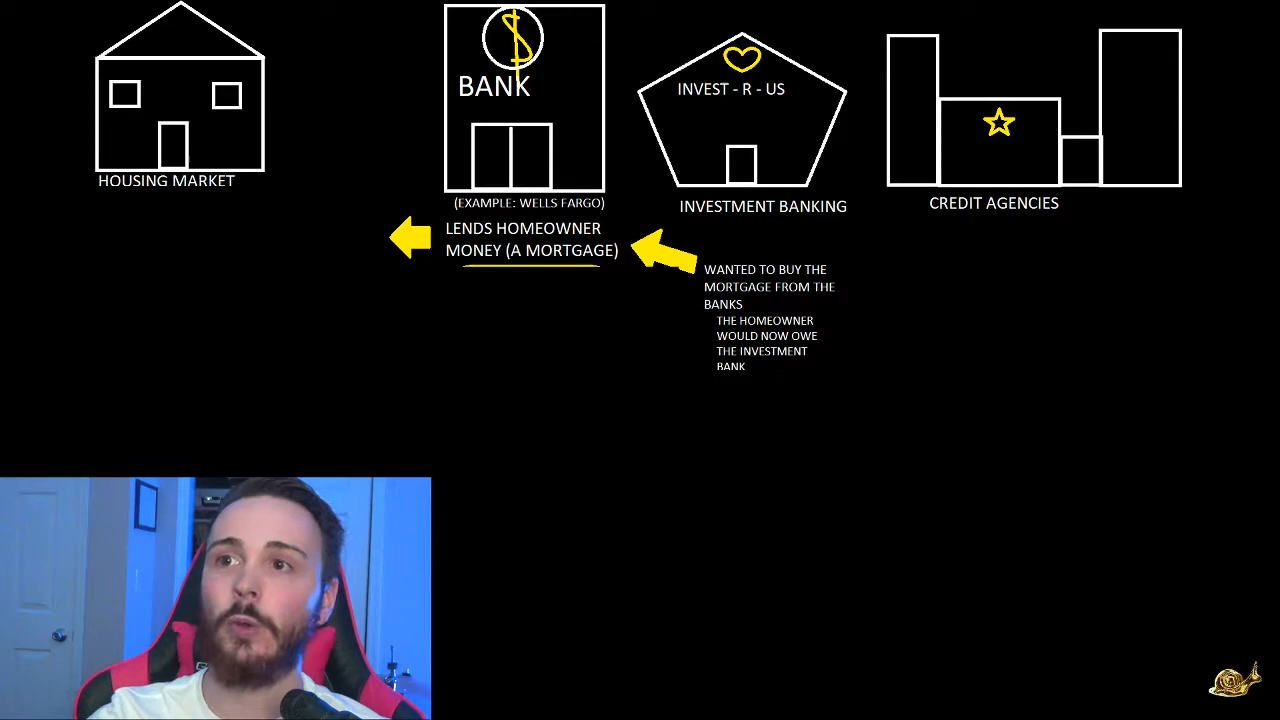 BANK
INVEST - R - US
HOUSING MARKET
(EXAMPLE: WELLS FARGO)
INVESTMENT BANKING
CREDIT AGENCIES
LENDS HOMEOWNER
MONEY (A MORTGAGE)
WANTED TO BUY THE
MORTGAGE FROM THE
BANKS
THE HOMEOWNER
WOULD NOW OWE
THE INVESTMENT
BANK